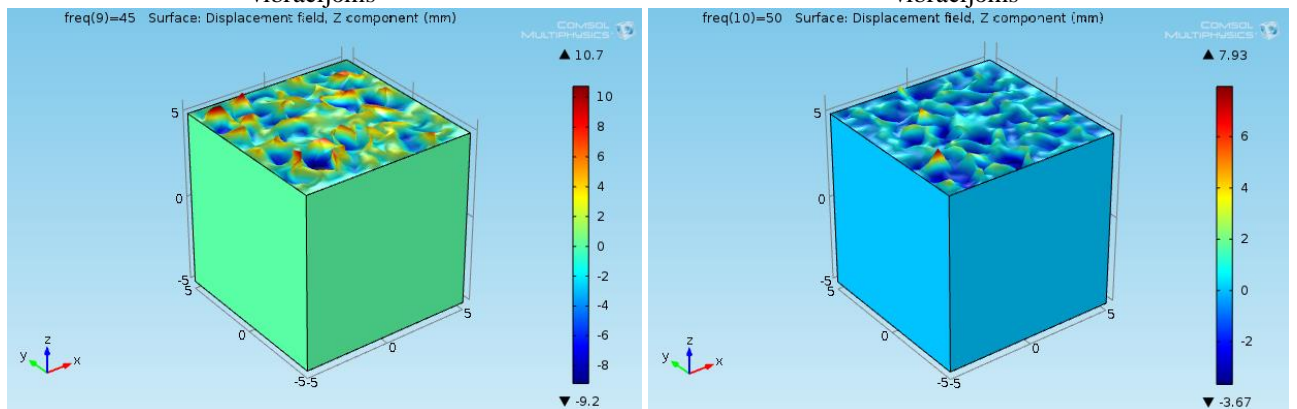 vibracijoms
vibracijoms
freq(9)=45 Surface: Displacement field, Z component (mm)
COMSOL
MULTIPHYSICS
▲ 10.7
10
8
6
4
2
0
-2
-4
-6
-8
▼ -9.2
5
0
-5
5
0
-5
-5
0
5
z
y
x
freq(10)=50 Surface: Displacement field, Z component (mm)
COMSOL
MULTIPHYSICS
▲ 7.93
6
4
2
0
-2
▼ -3.67
5
0
-5
5
0
-5
-5
0
5
z
y
x